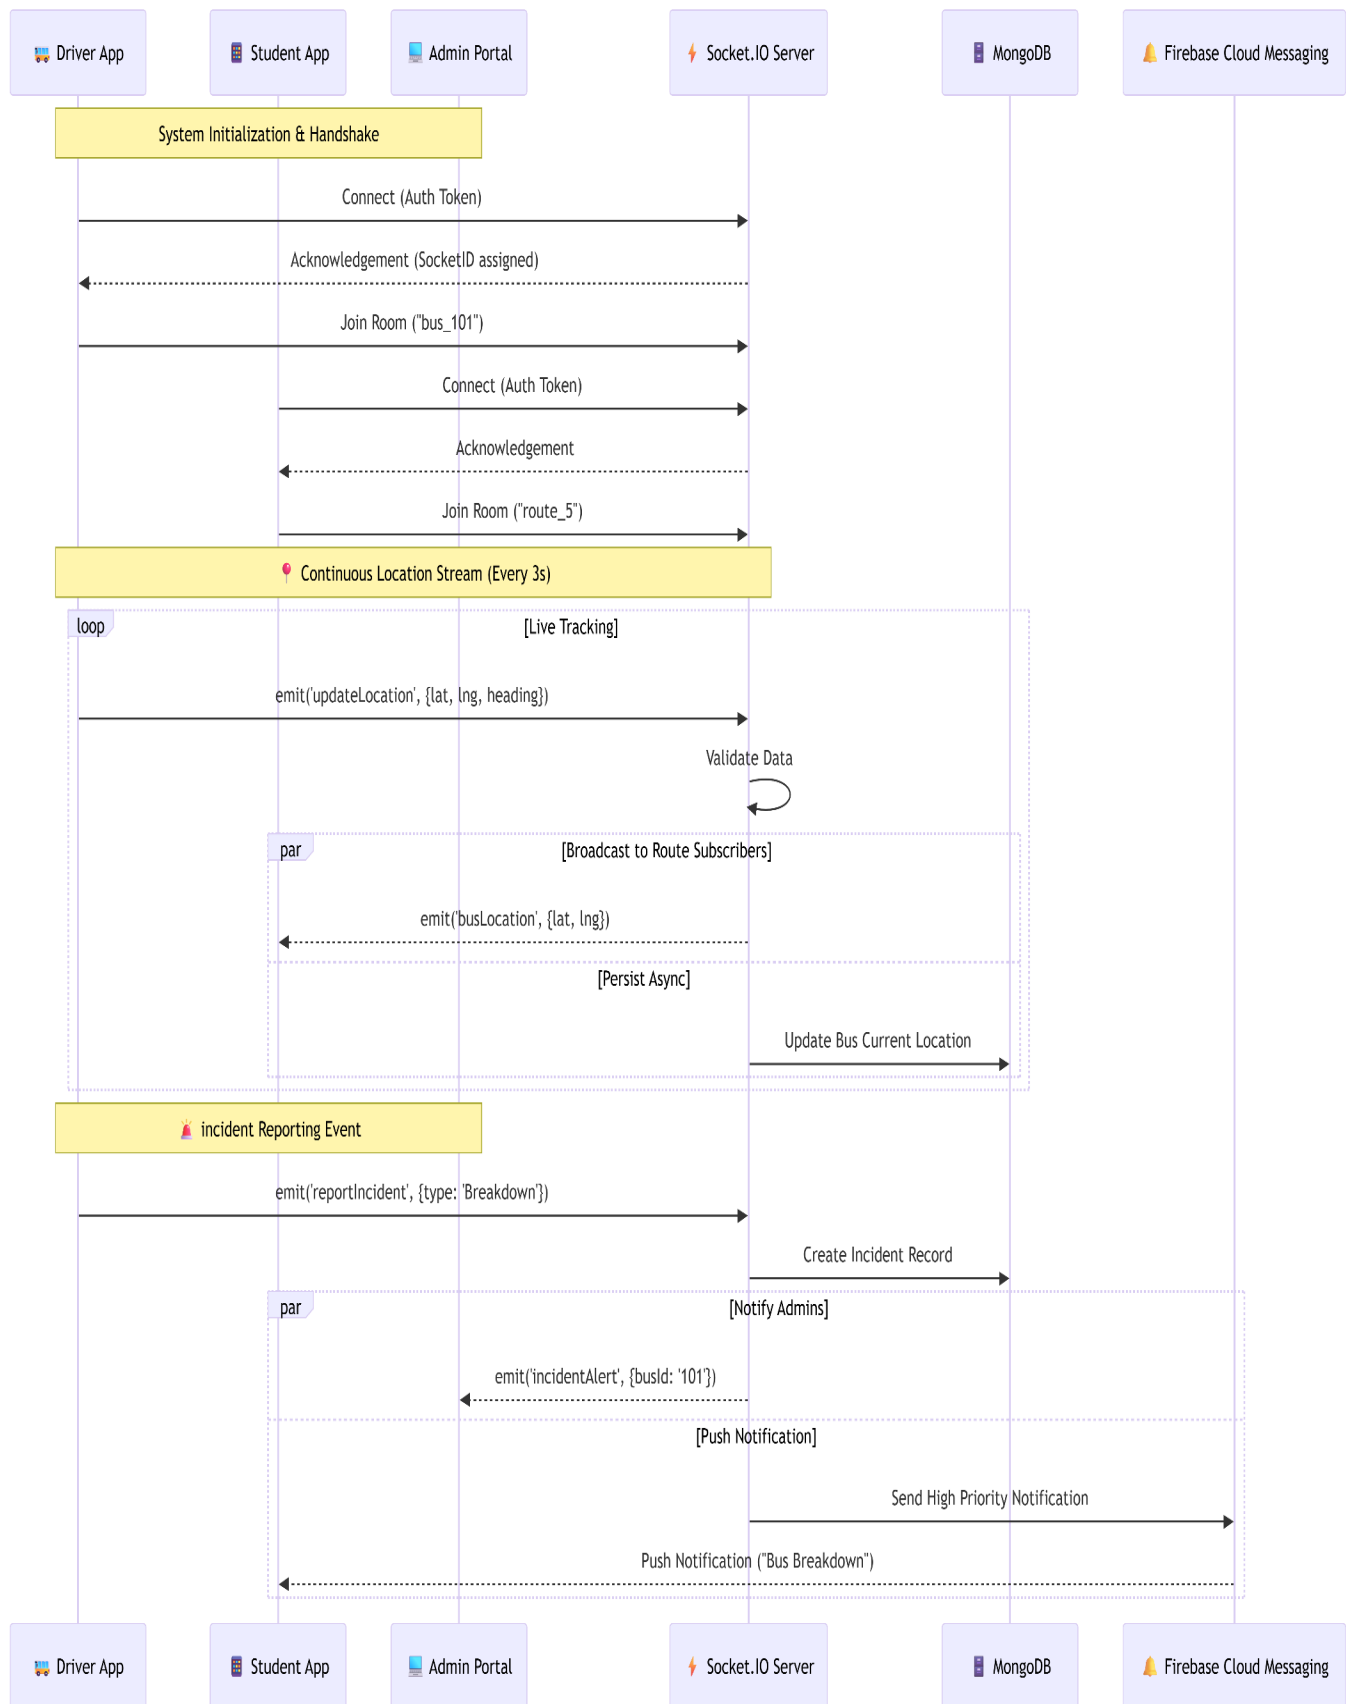 🚌 Driver App
📱 Student App
💻 Admin Portal
⚡ Socket.IO Server
🗄️ MongoDB
🔔 Firebase Cloud Messaging
System Initialization & Handshake
Connect (Auth Token)
Acknowledgement (SocketID assigned)
Join Room ("bus_101")
Connect (Auth Token)
Acknowledgement
Join Room ("route_5")
📍 Continuous Location Stream (Every 3s)
loop
[Live Tracking]
emit('updateLocation', {lat, lng, heading})
Validate Data
par
[Broadcast to Route Subscribers]
emit('busLocation', {lat, lng})
[Persist Async]
Update Bus Current Location
🚨 incident Reporting Event
emit('reportIncident', {type: 'Breakdown'})
Create Incident Record
par
[Notify Admins]
emit('incidentAlert', {busId: '101'})
[Push Notification]
Send High Priority Notification
Push Notification ("Bus Breakdown")
🚌 Driver App
📱 Student App
💻 Admin Portal
⚡ Socket.IO Server
🗄️ MongoDB
🔔 Firebase Cloud Messaging